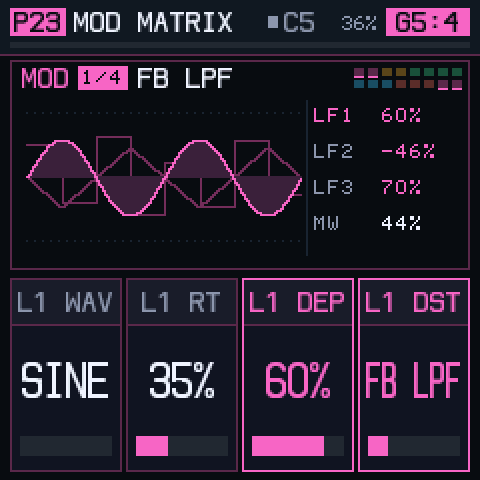 P23 MOD MATRIX C5 36% G5:4
MOD 1/4 FB LPF
LF1 60%
LF2 -46%
LF3 70%
MW 44%
L1 WAV L1 RT L1 DEP L1 DST
SINE 35% 60% FB LPF